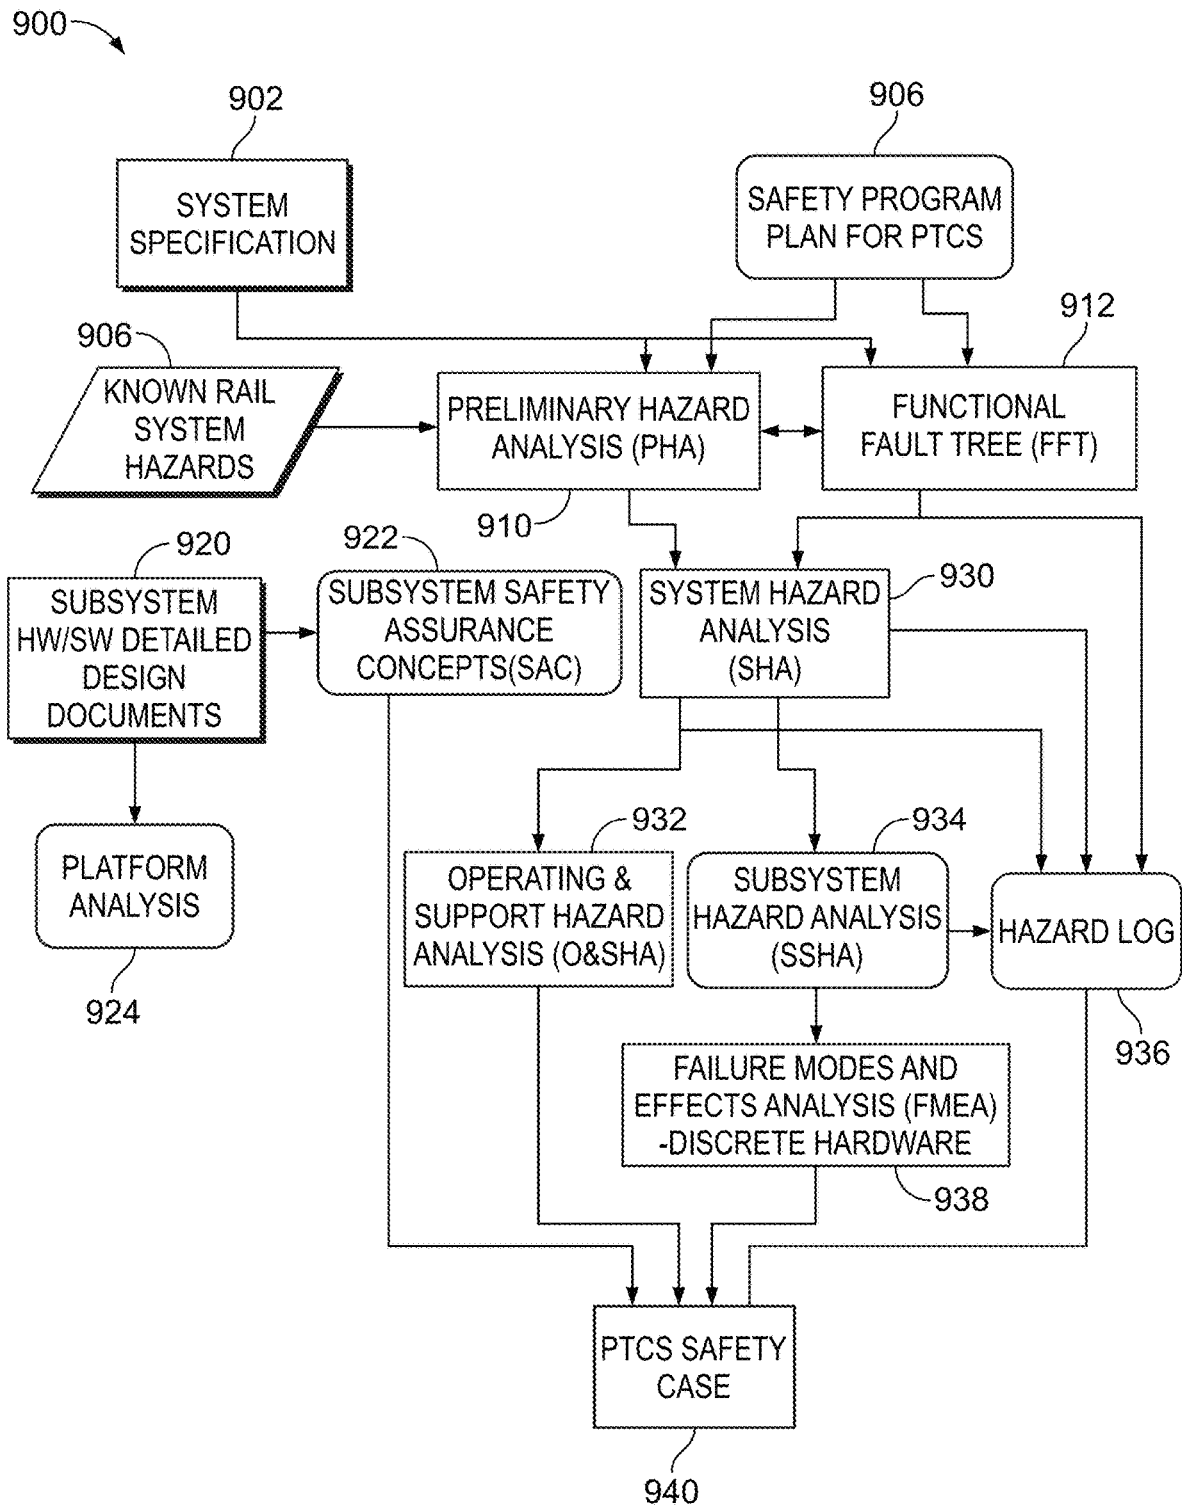 900
902
906
SYSTEM
SPECIFICATION
SAFETY PROGRAM
PLAN FOR PTCS
906
912
KNOWN RAIL
SYSTEM
HAZARDS
PRELIMINARY HAZARD
ANALYSIS (PHA)
FUNCTIONAL
FAULT TREE (FFT)
910
920
922
930
SUBSYSTEM
HW/SW DETAILED
DESIGN
DOCUMENTS
SUBSYSTEM SAFETY
ASSURANCE
CONCEPTS(SAC)
SYSTEM HAZARD
ANALYSIS
(SHA)
932
934
PLATFORM
ANALYSIS
924
OPERATING &
SUPPORT HAZARD
ANALYSIS (O&SHA)
SUBSYSTEM
HAZARD ANALYSIS
(SSHA)
HAZARD LOG
936
FAILURE MODES AND
EFFECTS ANALYSIS (FMEA)
-DISCRETE HARDWARE
938
PTCS SAFETY
CASE
940